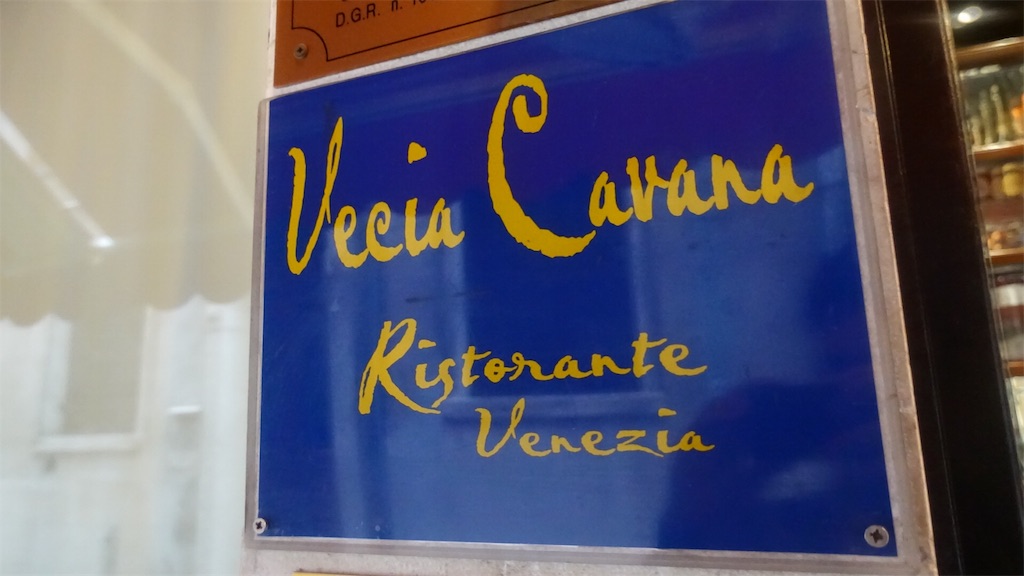 D.G.R. n.
Vecia Cavana
Ristorante
Venezia